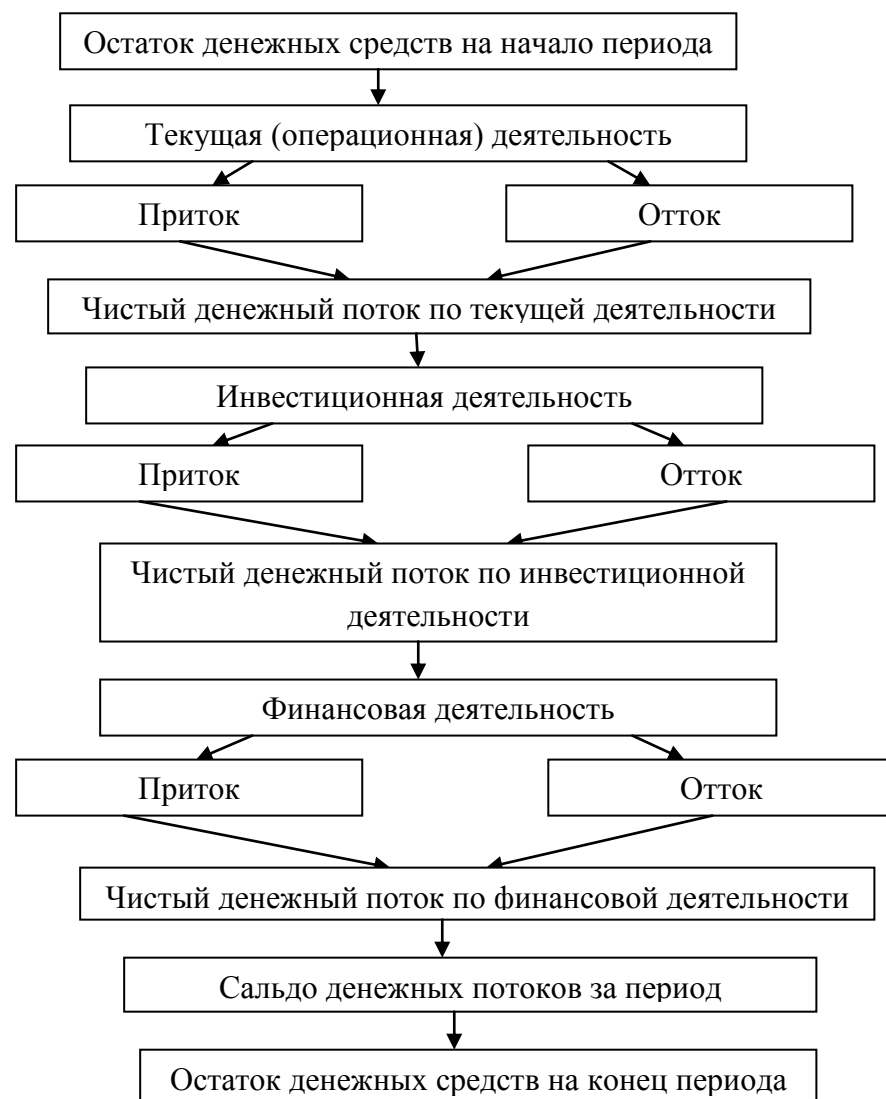 Остаток денежных средств на начало периода
Текущая (операционная) деятельность
Приток
Отток
Чистый денежный поток по текущей деятельности
Инвестиционная деятельность
Приток
Отток
Чистый денежный поток по инвестиционной
деятельности
Финансовая деятельность
Приток
Отток
Чистый денежный поток по финансовой деятельности
Сальдо денежных потоков за период
Остаток денежных средств на конец периода